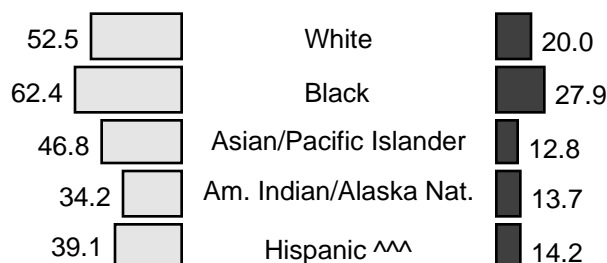 52.5 White 20.0
62.4 Black 27.9
46.8 Asian/Pacific Islander 12.8
34.2 Am. Indian/Alaska Nat. 13.7
39.1 Hispanic ^^^ 14.2